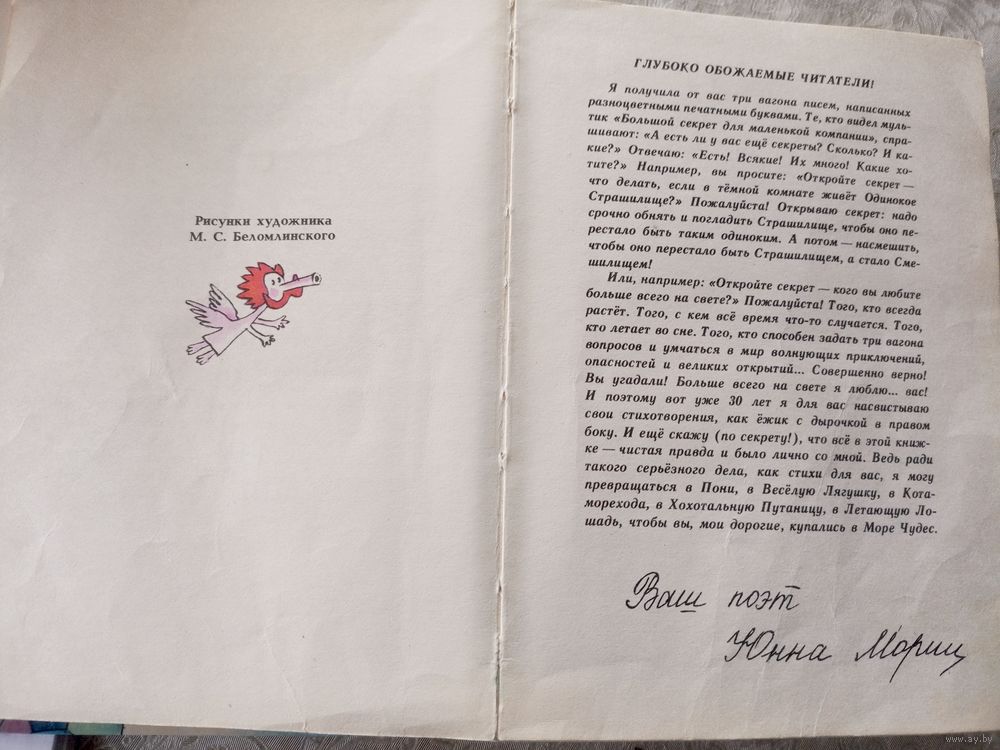 Рисунки художника
М. С. Беломлинского
ГЛУБОКО ОБОЖАЕМЫЕ ЧИТАТЕЛИ!
Я получила от вас три вагона писем, написанных
разноцветными печатными буквами. Те, кто видел муль-
тик «Большой секрет для маленькой компании», спра-
шивают: «А есть ли у вас ещё секреты? Сколько? И ка-
кие?» Отвечаю: «Есть! Всякие! Их много! Какие хо-
тите?» Например, вы просите: «Откройте секрет —
что делать, если в тёмной комнате живёт Одинокое
Страшилище?» Пожалуйста! Открываю секрет: надо
срочно обнять и погладить Страшилище, чтобы оно пе-
рестало быть таким одиноким. А потом — насмешить,
чтобы оно перестало быть Страшилищем, а стало Сме-
шилищем!
Или, например: «Откройте секрет — кого вы любите
больше всего на свете?» Пожалуйста! Того, кто всегда
растёт. Того, с кем всё время что-то случается. Того,
кто летает во сне. Того, кто способен задать три вагона
вопросов и умчаться в мир волнующих приключений,
опасностей и великих открытий... Совершенно верно!
Вы угадали! Больше всего на свете я люблю... вас!
И поэтому вот уже 30 лет я для вас насвистываю
свои стихотворения, как ёжик с дырочкой в правом
боку. И ещё скажу (по секрету!), что всё в этой книж-
ке — чистая правда и было лично со мной. Ведь ради
такого серьёзного дела, как стихи для вас, я могу
превращаться в Пони, в Весёлую Лягушку, в Кота-
морехода, в Хохотальную Путаницу, в Летающую Ло-
шадь, чтобы вы, мои дорогие, купались в Море Чудес.
Ваш поэт
Юнна Мориц
www.ay.by